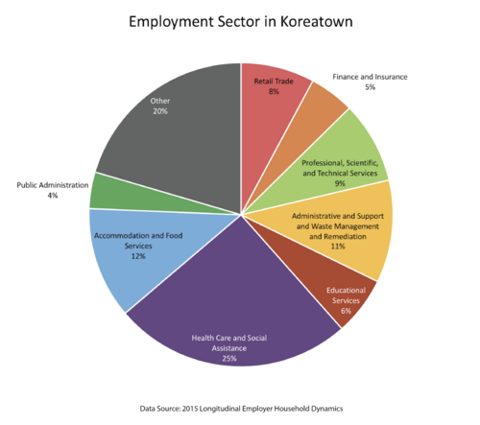 Employment Sector in Koreatown
Retail Trade
8%
Finance and Insurance
5%
Professional, Scientific,
and Technical Services
9%
Administrative and Support
and Waste Management
and Remediation
11%
Educational
Services
6%
Health Care and Social
Assistance
25%
Accommodation and Food
Services
12%
Public Administration
4%
Other
20%
Data Source: 2015 Longitudinal Employer Household Dynamics